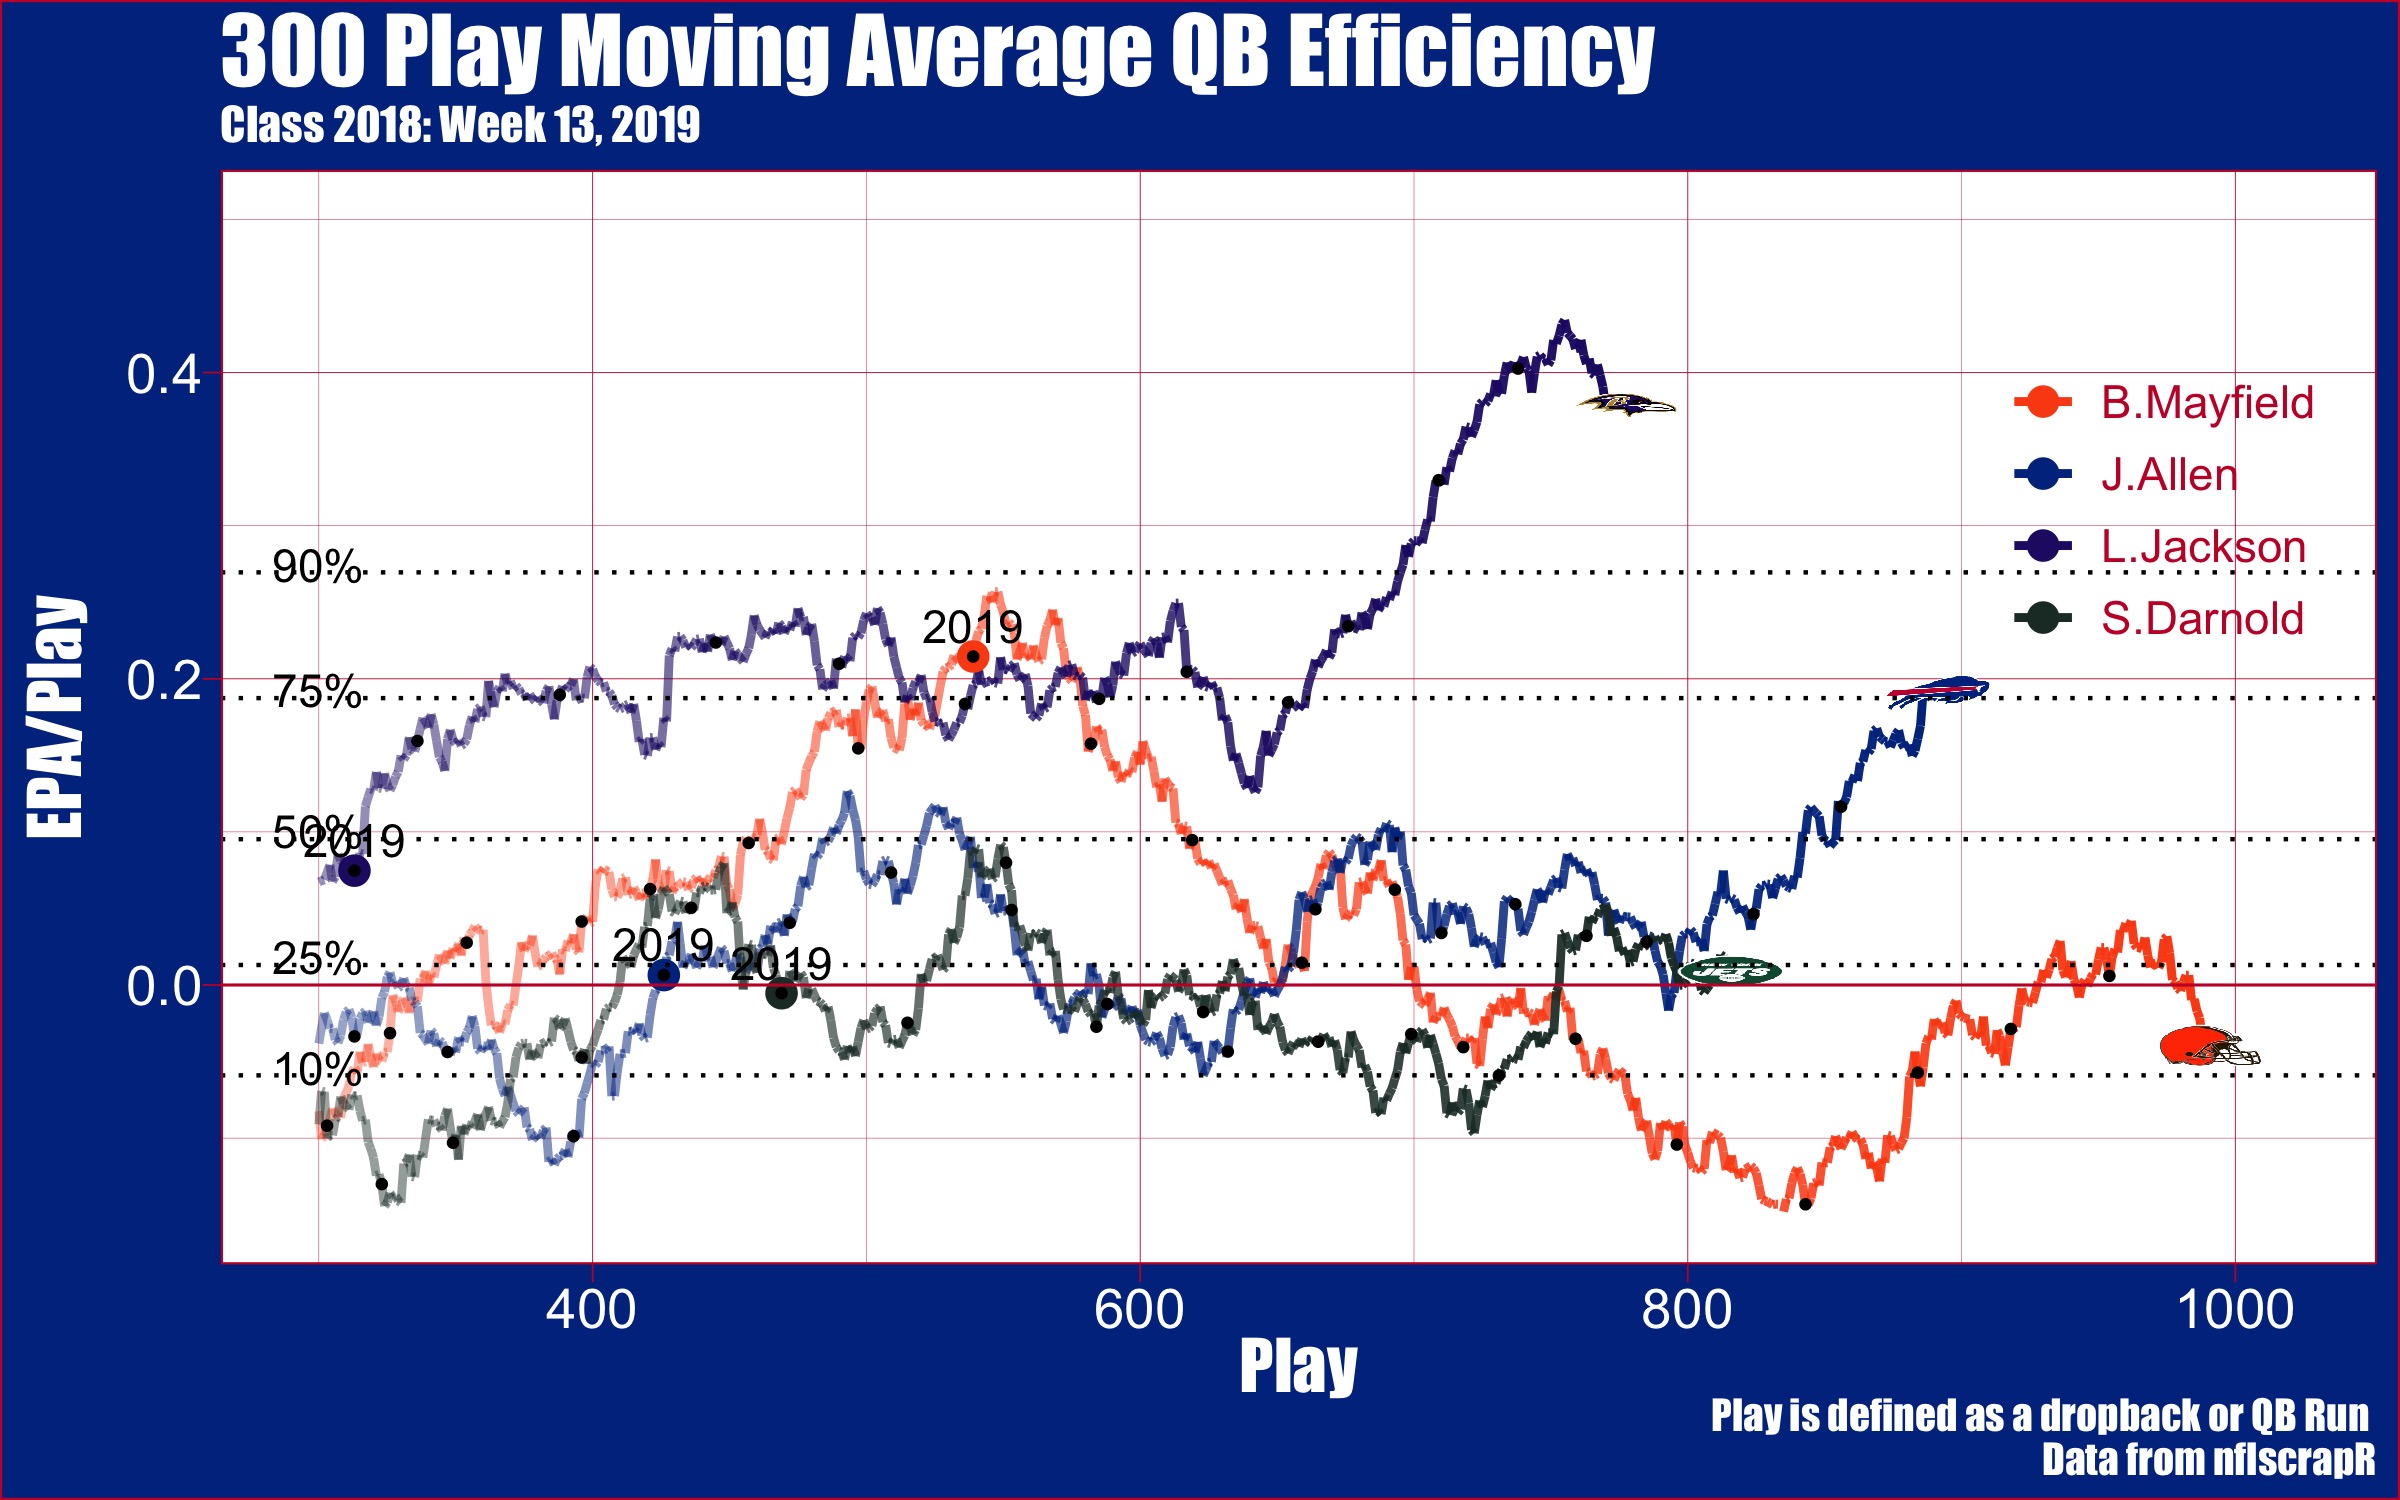 300 Play Moving Average QB Efficiency
Class 2018: Week 13, 2019
EPA/Play
0.4
0.2
0.0
90%
75%
50%
25%
10%
2019
2019
2019
2019
B.Mayfield
J.Allen
L.Jackson
S.Darnold
JETS
400
600
800
1000
Play
Play is defined as a dropback or QB Run
Data from nflscrapR